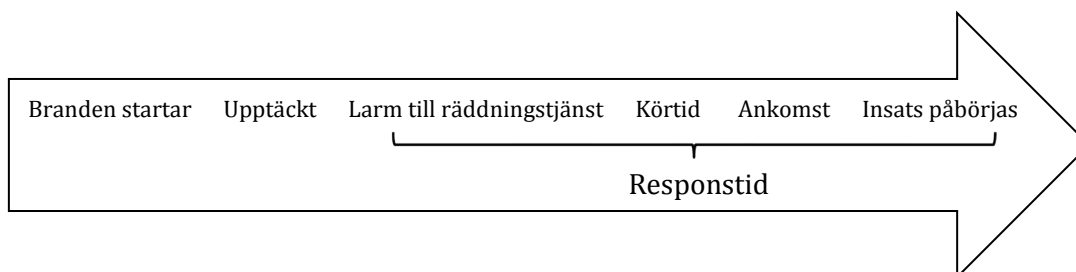 Branden startar Upptäckt Larm till räddningstjänst Körtid Ankomst Insats påbörjas
Responstid